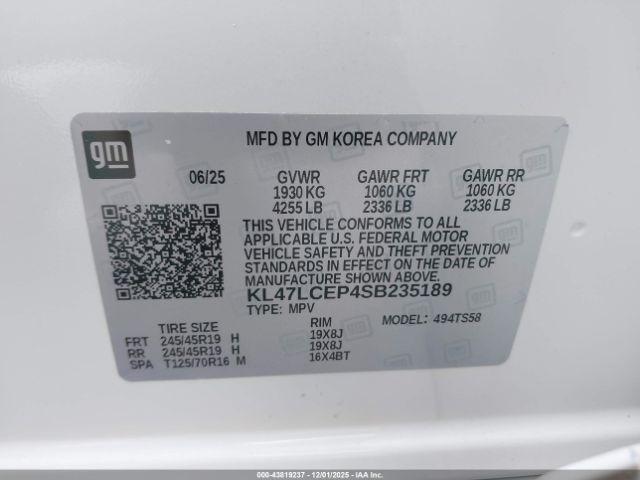 gm
MFD BY GM KOREA COMPANY
06/25 GVWR GAWR FRT GAWR RR
1930 KG 1060 KG 1060 KG
4255 LB 2336 LB 2336 LB
THIS VEHICLE CONFORMS TO ALL
APPLICABLE U.S. FEDERAL MOTOR
VEHICLE SAFETY AND THEFT PREVENTION
STANDARDS IN EFFECT ON THE DATE OF
MANUFACTURE SHOWN ABOVE.
KL47LCEP4SB235189
TYPE: MPV
TIRE SIZE RIM MODEL: 494TS58
FRT 245/45R19 H 19X8J
RR 245/45R19 H 19X8J
SPA T125/70R16 M 16X4BT
000-43819237 - 12/01/2025 - IAA.